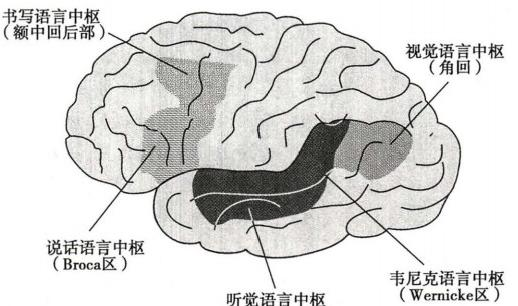 书写语言中枢
（额中回后部）
视觉语言中枢
（角回）
说话语言中枢
（Broca区）
听觉语言中枢
韦尼克语言中枢
（Wernicke区）